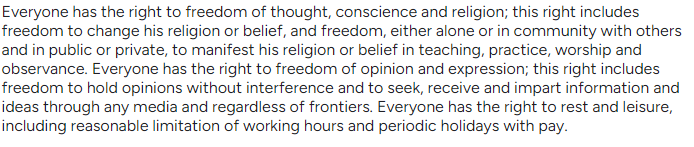 Everyone has the right to freedom of thought, conscience and religion; this right includes
freedom to change his religion or belief, and freedom, either alone or in community with others
and in public or private, to manifest his religion or belief in teaching, practice, worship and
observance. Everyone has the right to freedom of opinion and expression; this right includes
freedom to hold opinions without interference and to seek, receive and impart information and
ideas through any media and regardless of frontiers. Everyone has the right to rest and leisure,
including reasonable limitation of working hours and periodic holidays with pay.